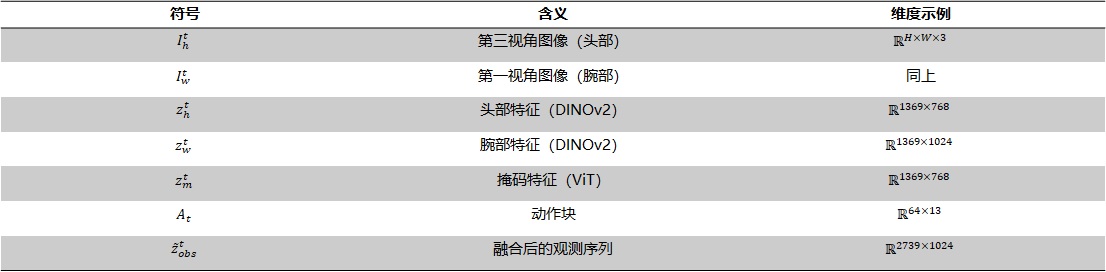 符号 含义 维度示例
$I_h^t$ 第三视角图像（头部） $\mathbb{R}^{H\times W\times 3}$
$I_w^t$ 第一视角图像（腕部） 同上
$z_h^t$ 头部特征（DINOv2） $\mathbb{R}^{1369\times 768}$
$z_w^t$ 腕部特征（DINOv2） $\mathbb{R}^{1369\times 1024}$
$z_m^t$ 掩码特征（ViT） $\mathbb{R}^{1369\times 768}$
$A_t$ 动作块 $\mathbb{R}^{64\times 13}$
$\tilde{z}_{obs}^t$ 融合后的观测序列 $\mathbb{R}^{2739\times 1024}$